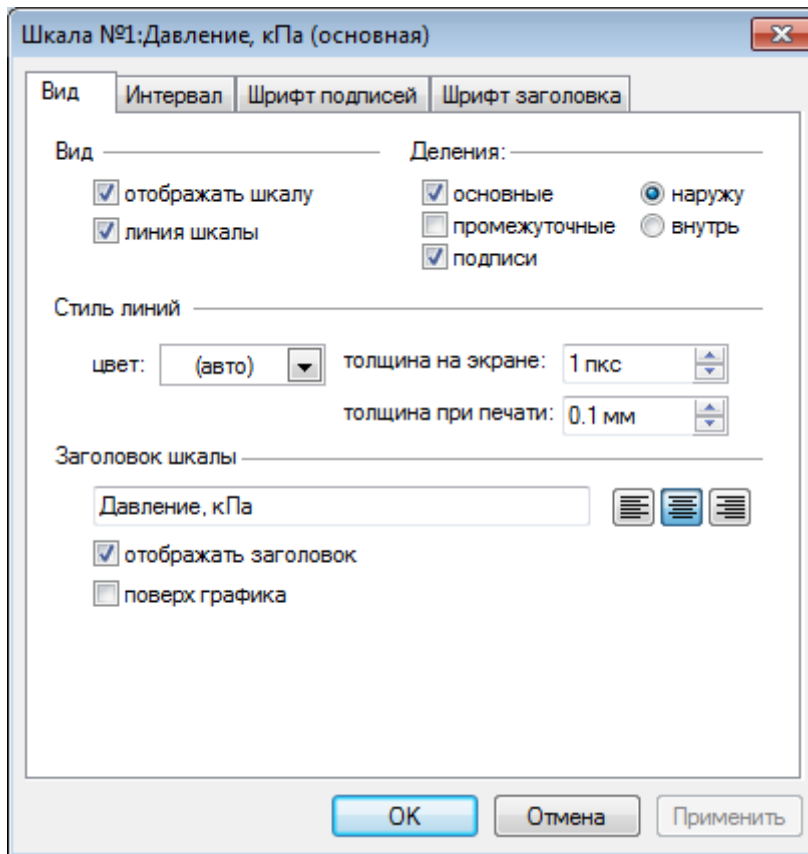 Шкала №1:Давление, кПа (основная)
Вид Интервал Шрифт подписей Шрифт заголовка
Вид Деления:
отображать шкалу основные наружу
линия шкалы промежуточные внутрь
подписи
Стиль линий
цвет: (авто) толщина на экране: 1 пкс
толщина при печати: 0.1 мм
Заголовок шкалы
Давление, кПа
отображать заголовок
поверх графика
OK Отмена Применить